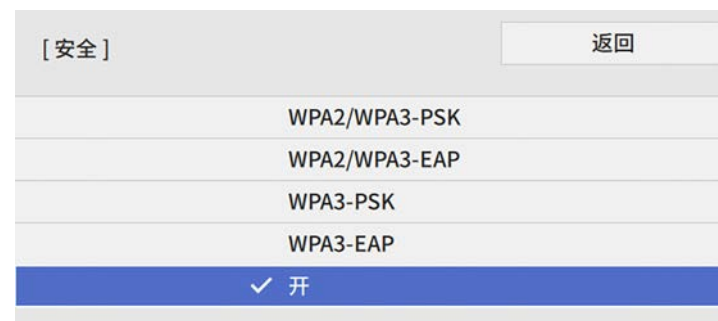 [安全]
返回
WPA2/WPA3-PSK
WPA2/WPA3-EAP
WPA3-PSK
WPA3-EAP
✓ 开